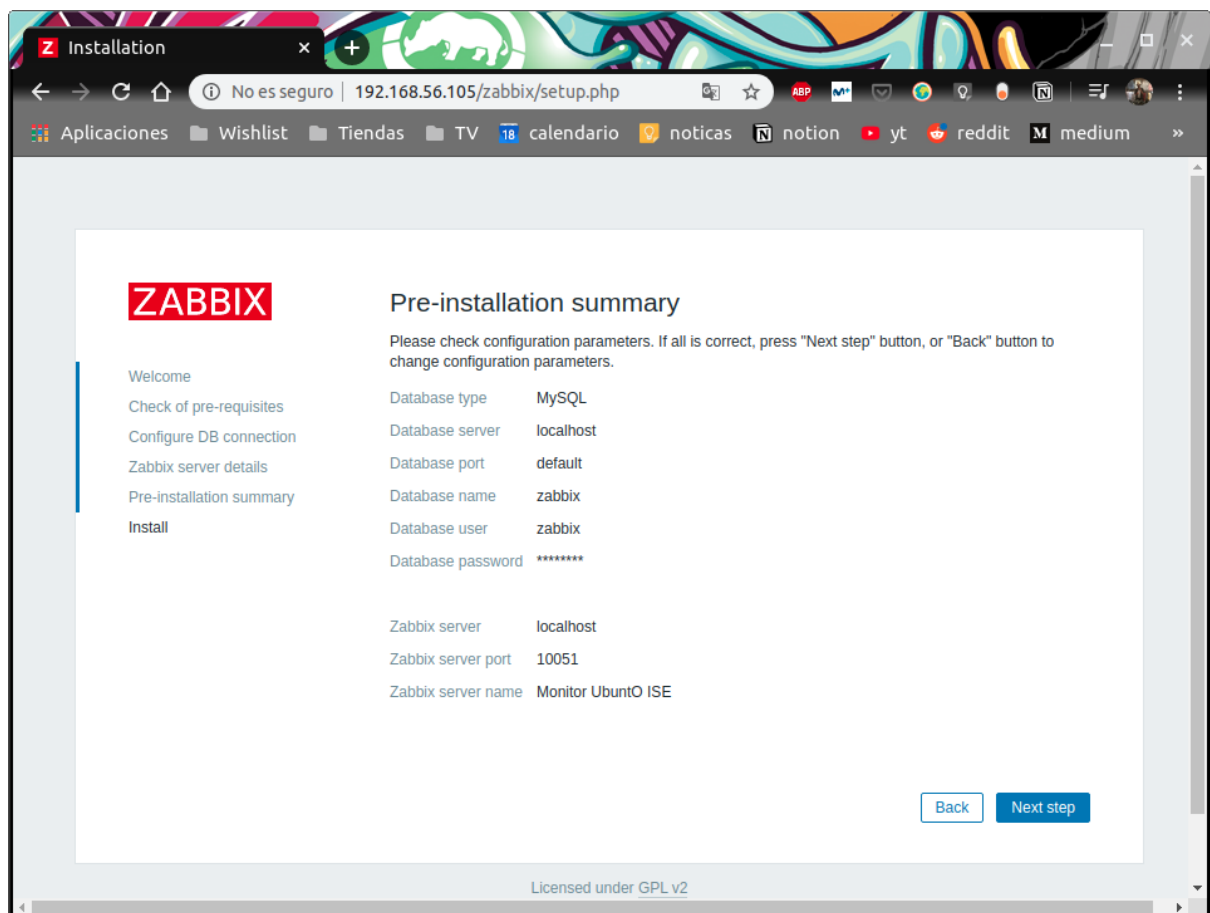 Z Installation
No es seguro | 192.168.56.105/zabbix/setup.php ABP
Aplicaciones Wishlist Tiendas TV 18 calendario noticas notion yt reddit M medium »
ZABBIX
Welcome
Check of pre-requisites
Configure DB connection
Zabbix server details
Pre-installation summary
Install
Pre-installation summary
Please check configuration parameters. If all is correct, press "Next step" button, or "Back" button to
change configuration parameters.
Database type MySQL
Database server localhost
Database port default
Database name zabbix
Database user zabbix
Database password ********
Zabbix server localhost
Zabbix server port 10051
Zabbix server name Monitor UbuntO ISE
Back Next step
Licensed under GPL v2